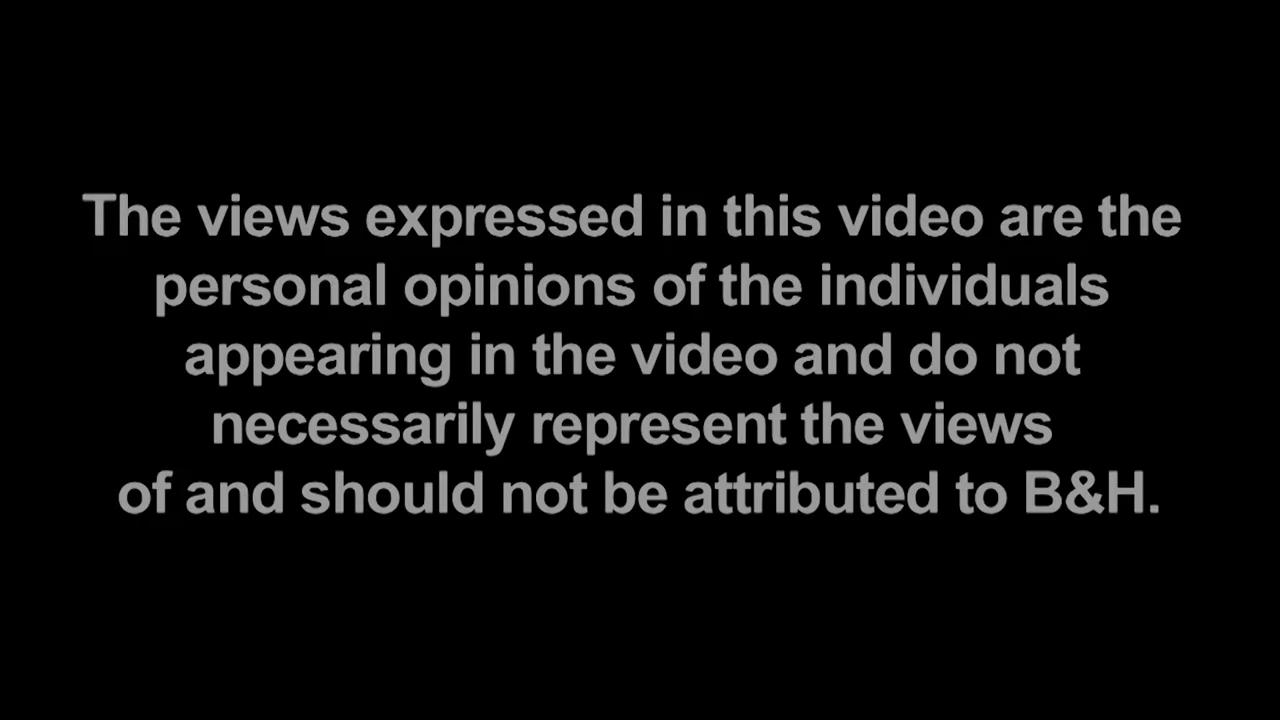 The views expressed in this video are the
personal opinions of the individuals
appearing in the video and do not
necessarily represent the views
of and should not be attributed to B&H.